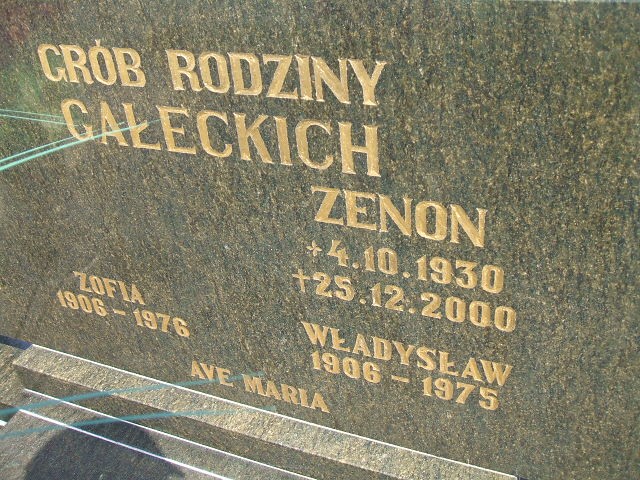 GRÓB RODZINY
GAŁECKICH
ZENON
+4.10.1930
+25.12.2000
ZOFIA
1906 - 1976
WŁADYSŁAW
1906 - 1975
AVE MARIA